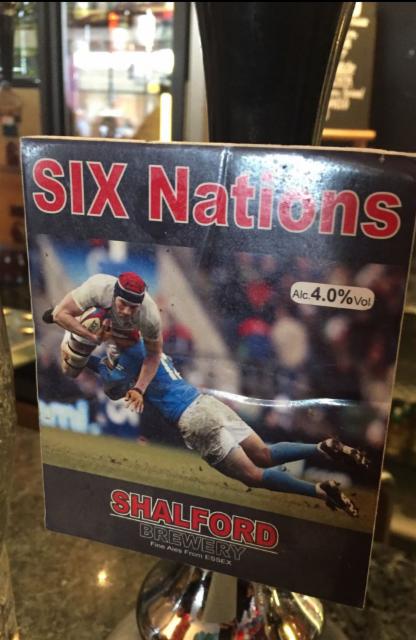 SIX Nations
Alc.4.0%Vol
SHALFORD
BREWERY
Fine Ales From ESSEX